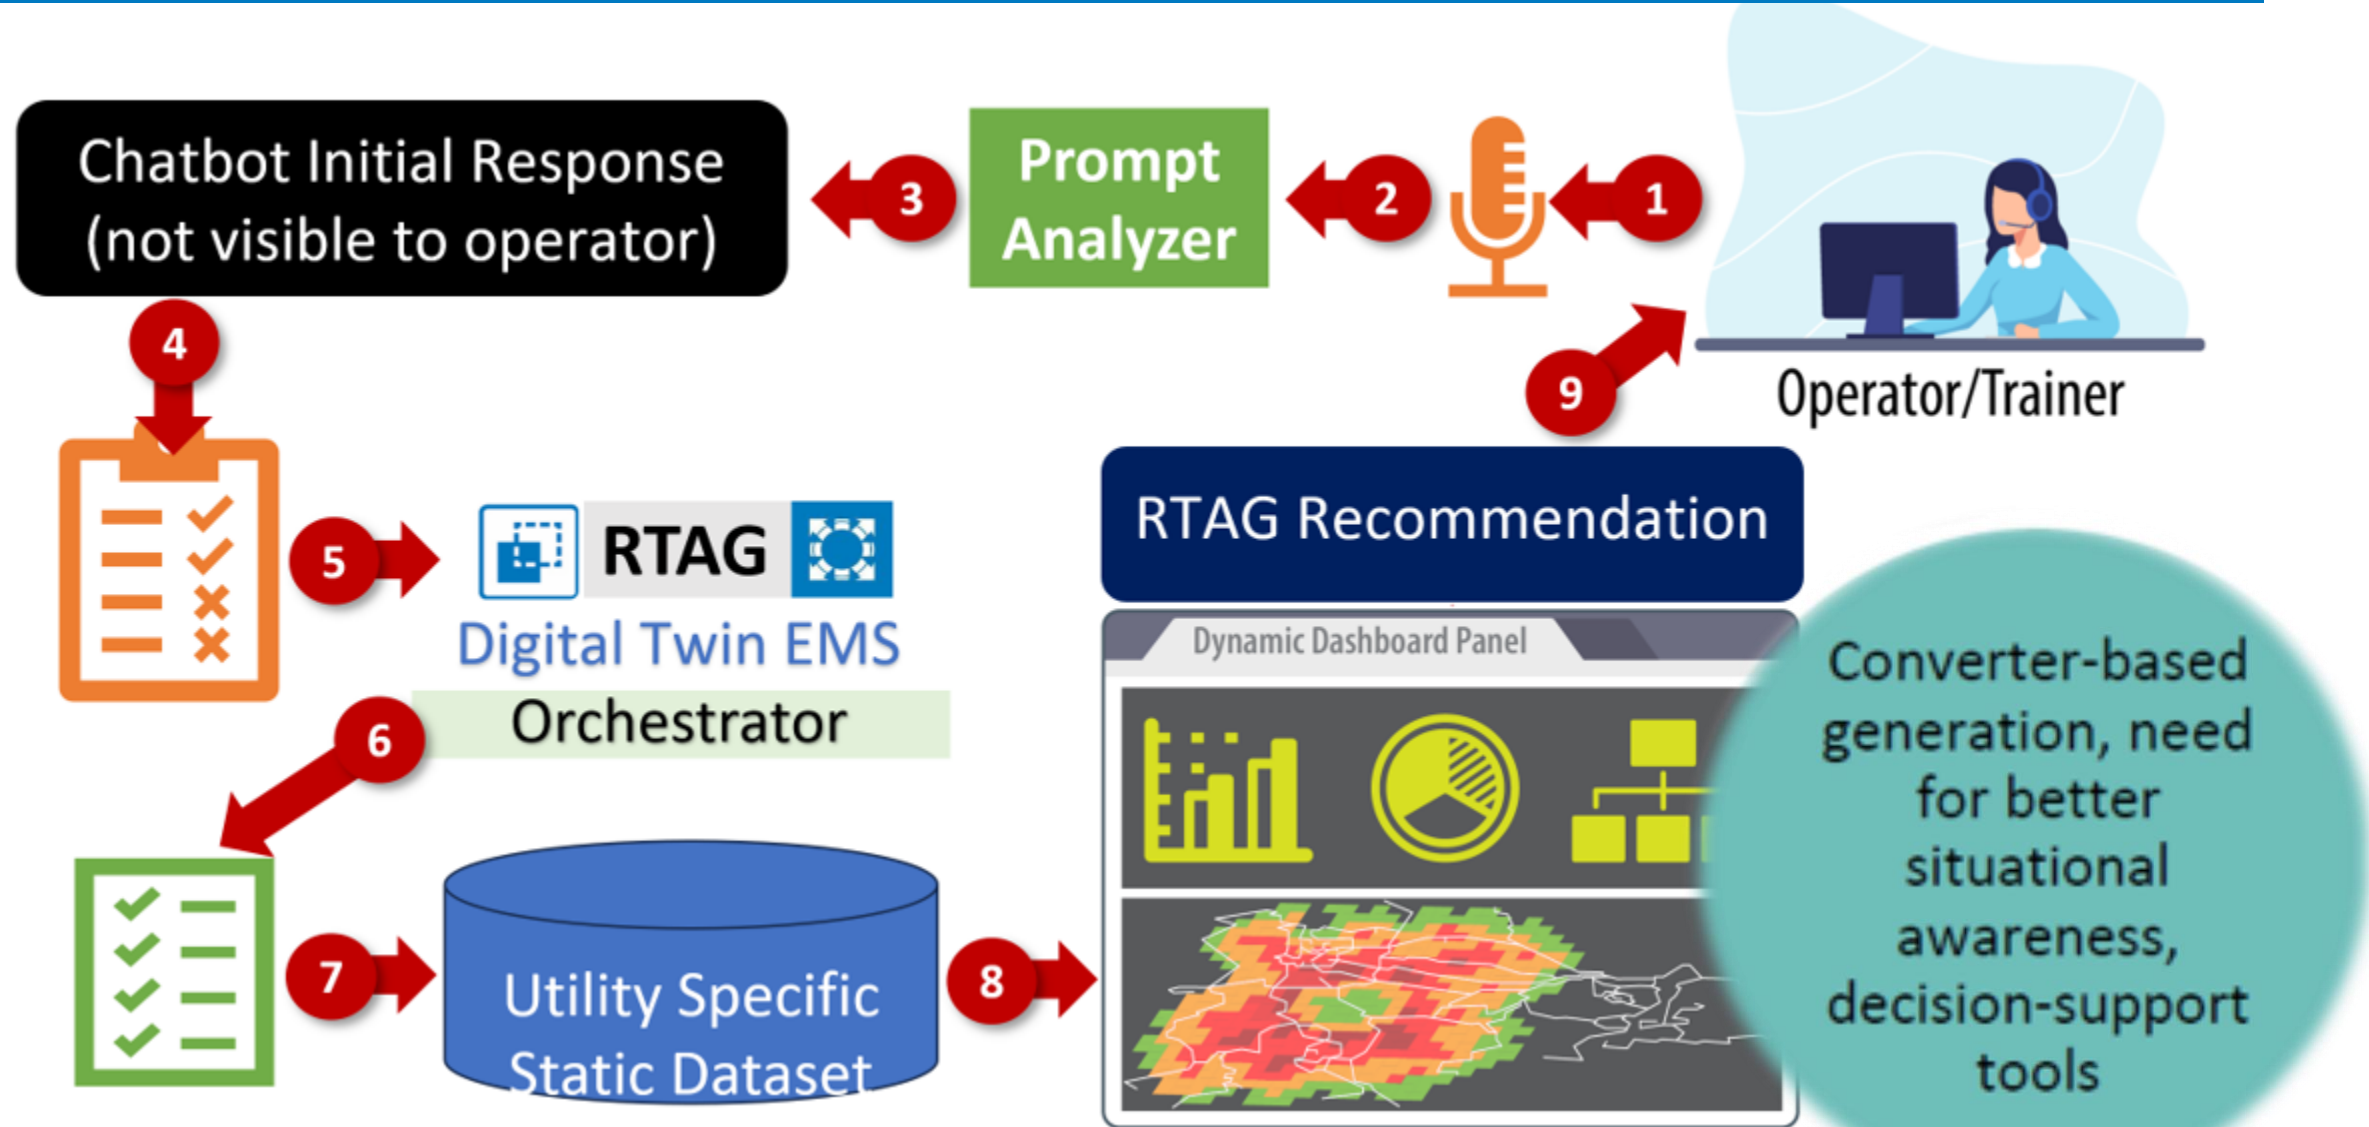 Chatbot Initial Response
(not visible to operator)
3
Prompt
Analyzer
2
1
4
9
Operator/Trainer
5
RTAG
Digital Twin EMS
Orchestrator
6
RTAG Recommendation
Dynamic Dashboard Panel
7
Utility Specific
Static Dataset
8
Converter-based
generation, need
for better
situational
awareness,
decision-support
tools